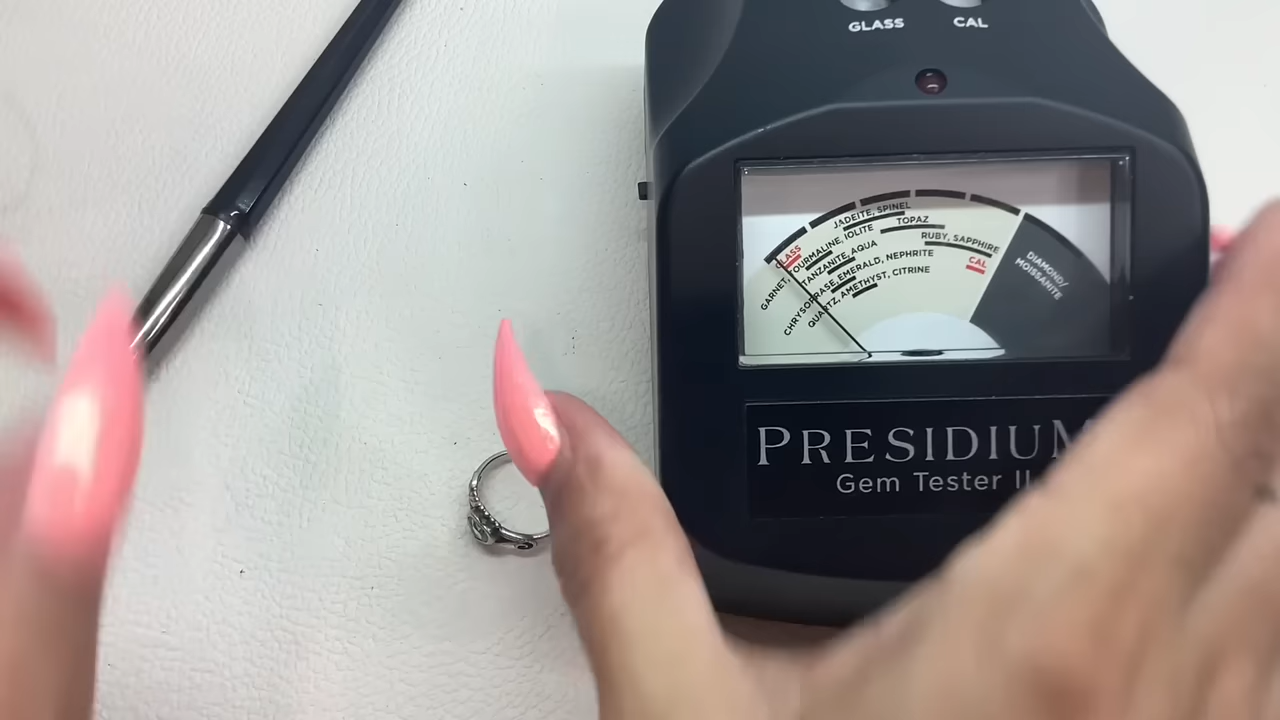 GLASS
CAL
JADEITE, SPINEL
TOPAZ
GLASS
TOURMALINE, IOLITE
RUBY, SAPPHIRE
TANZANITE, AQUA
CAL
GARNET,
CHRYSOPRASE, EMERALD, NEPHRITE
QUARTZ, AMETHYST, CITRINE
DIAMOND/
MOISSANITE
PRESIDIUM
Gem Tester II